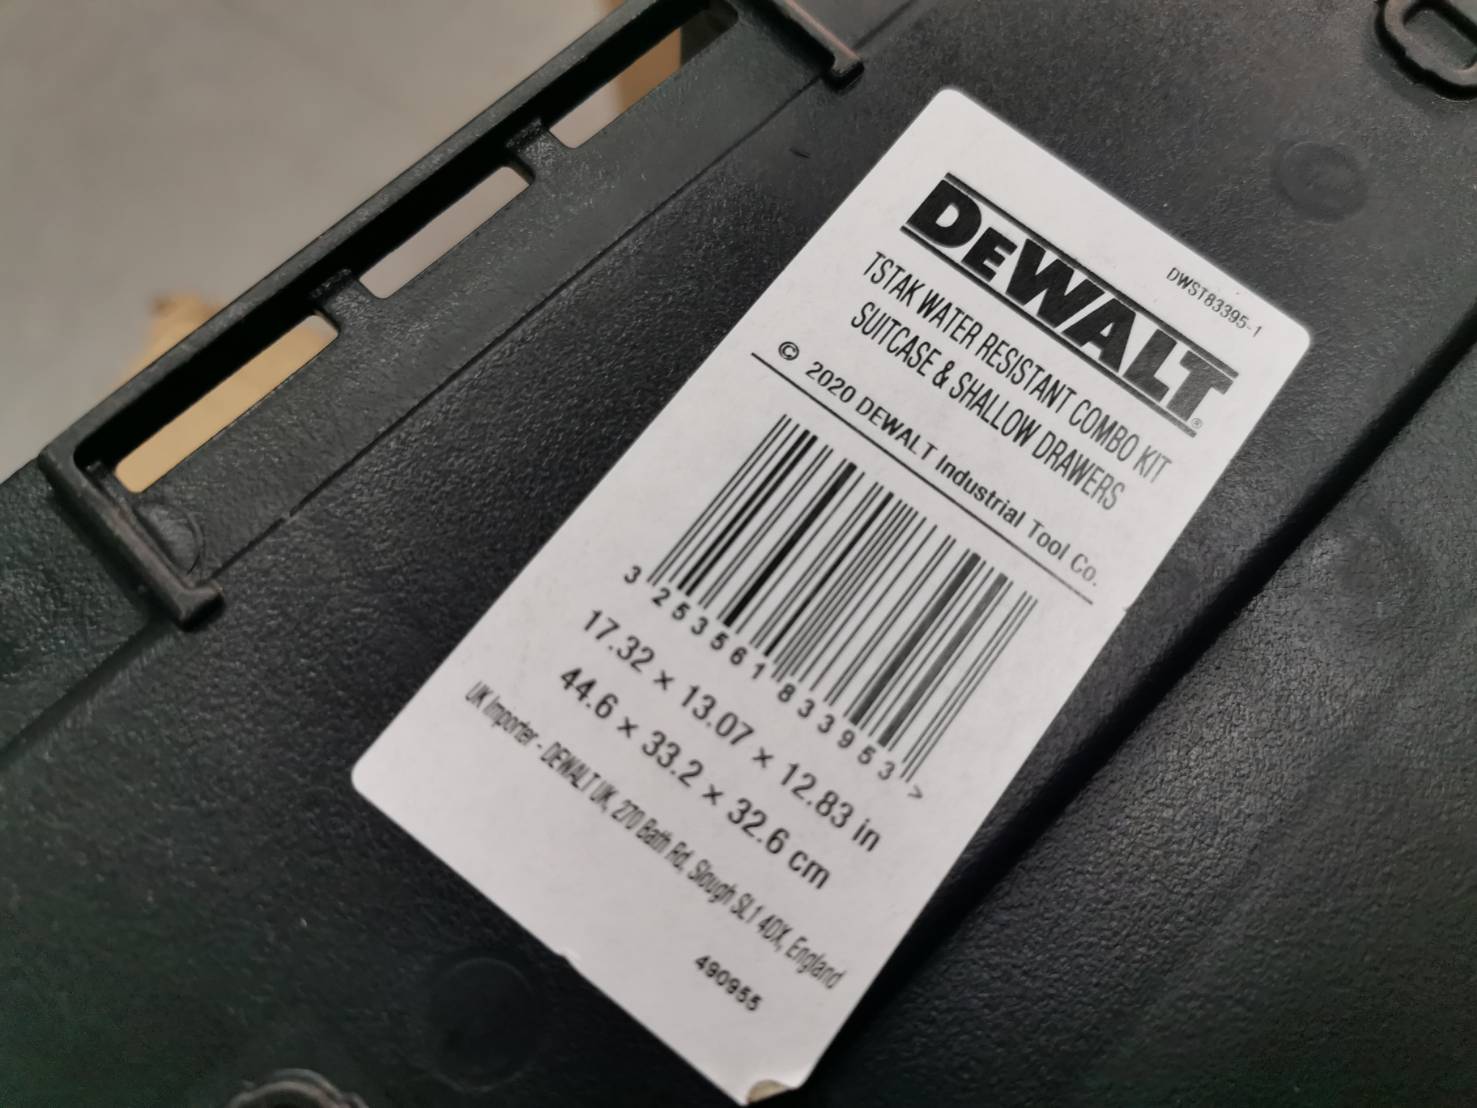 DWST83395-1
DEWALT®
TSTAK WATER RESISTANT COMBO KIT
SUITCASE & SHALLOW DRAWERS
© 2020 DEWALT Industrial Tool Co.
3 253561 833953 >
17.32 × 13.07 × 12.83 in
44.6 × 33.2 × 32.6 cm
UK Importer - DEWALT UK, 270 Bath Rd, Slough SL1 4DX, England
490955